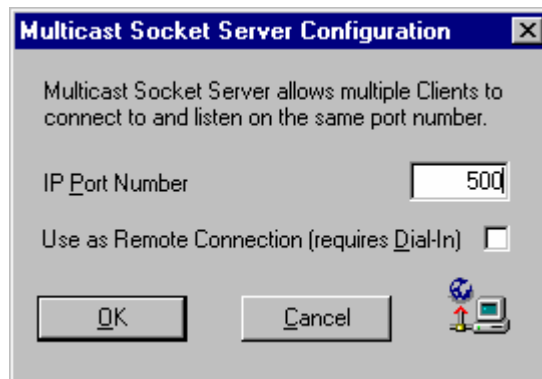 Multicast Socket Server Configuration
Multicast Socket Server allows multiple Clients to
connect to and listen on the same port number.
IP Port Number 500
Use as Remote Connection (requires Dial-In)
OK Cancel